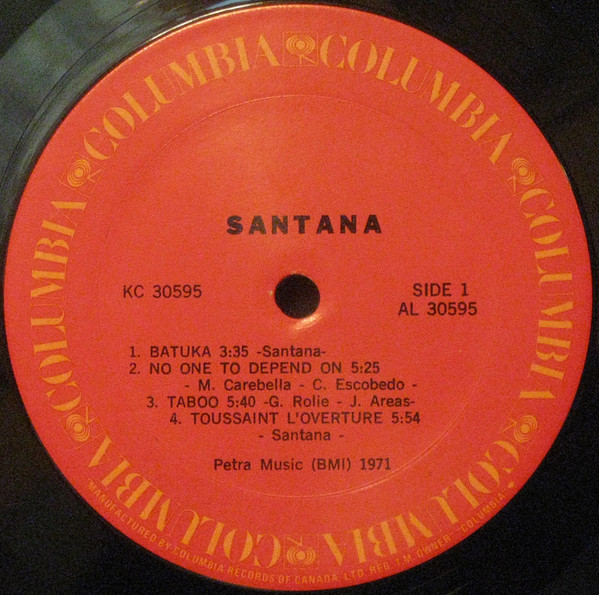 COLUMBIA COLUMBIA COLUMBIA COLUMBIA COLUMBIA COLUMBIA
SANTANA
KC 30595
SIDE 1
AL 30595
1. BATUKA 3:35 -Santana-
2. NO ONE TO DEPEND ON 5:25
- M. Carebella - C. Escobedo -
3. TABOO 5:40 -G. Rolie - J. Areas-
4. TOUSSAINT L'OVERTURE 5:54
- Santana -
Petra Music (BMI) 1971
"MANUFACTURED BY COLUMBIA RECORDS OF CANADA, LTD. REG. T.M. OWNER-"COLUMBIA"